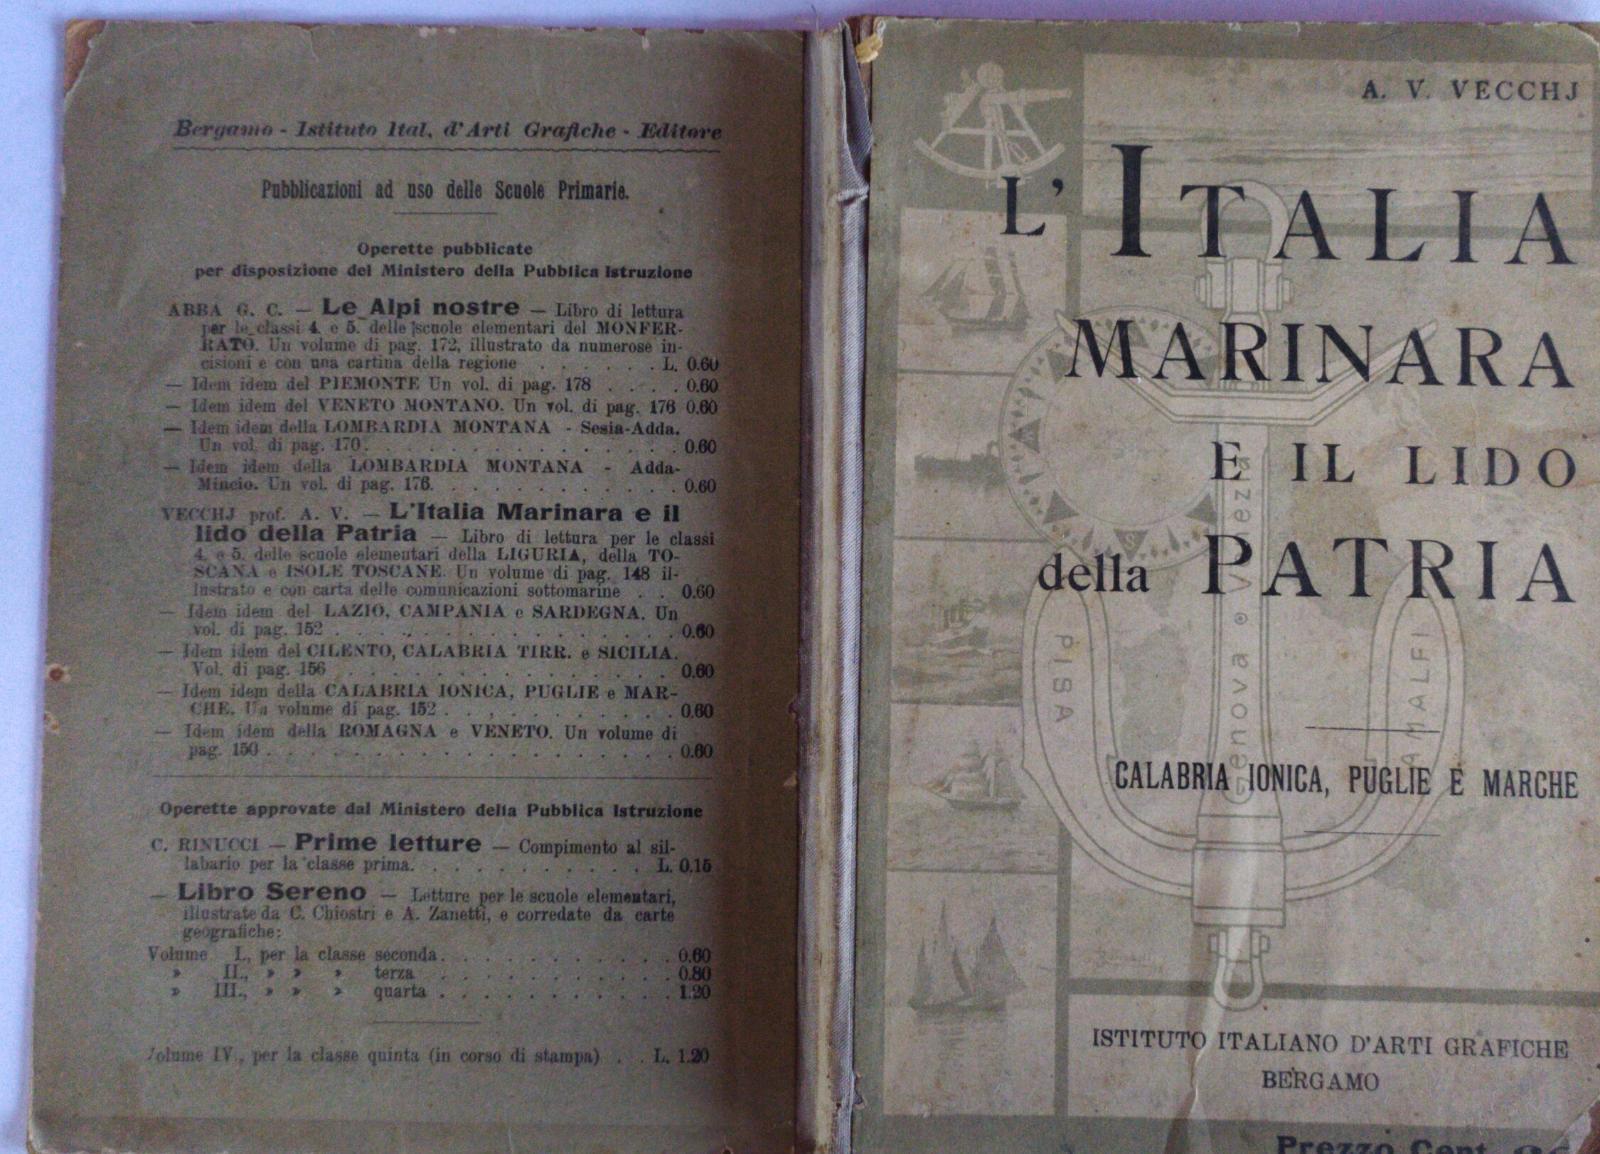 Bergamo - Istituto Ital. d'Arti Grafiche - Editore
Pubblicazioni ad uso delle Scuole Primarie.
Operette pubblicate
per disposizione del Ministero della Pubblica Istruzione
ABBA G. C. — Le Alpi nostre — Libro di lettura
per le classi 4. e 5. delle scuole elementari del MONFER-
RATO. Un volume di pag. 172, illustrato da numerose in-
cisioni e con una cartina della regione . . . . . . L. 0.60
— Idem idem del PIEMONTE Un vol. di pag. 178 . . . . 0.60
— Idem idem del VENETO MONTANO. Un vol. di pag. 176 0.60
— Idem idem della LOMBARDIA MONTANA - Sesia-Adda.
Un vol. di pag. 170. . . . . . . . . . . . . . . 0.60
— Idem idem della LOMBARDIA MONTANA - Adda-
Mincio. Un vol. di pag. 176. . . . . . . . . . . . 0.60
VECCHJ prof. A. V. — L'Italia Marinara e il
lido della Patria — Libro di lettura per le classi
4. e 5. delle scuole elementari della LIGURIA, della TO-
SCANA e ISOLE TOSCANE. Un volume di pag. 148 il-
lustrato e con carta delle comunicazioni sottomarine . . 0.60
— Idem idem del LAZIO, CAMPANIA e SARDEGNA. Un
vol. di pag. 152 . . . . . . . . . . . . . . . . 0.60
— Idem idem del CILENTO, CALABRIA TIRR. e SICILIA.
Vol. di pag. 156 . . . . . . . . . . . . . . . . 0.60
— Idem idem della CALABRIA IONICA, PUGLIE e MAR-
CHE. Un volume di pag. 152 . . . . . . . . . . . 0.60
— Idem idem della ROMAGNA e VENETO. Un volume di
pag. 150 . . . . . . . . . . . . . . . . . . . . 0.60
Operette approvate dal Ministero della Pubblica Istruzione
C. RINUCCI — Prime letture — Compimento al sil-
labario per la classe prima. . . . . . . . . . . L. 0.15
— Libro Sereno — Letture per le scuole elementari,
illustrate da C. Chiostri e A. Zanetti, e corredate da carte
geografiche:
Volume I., per la classe seconda. . . . . . . . . . . 0.60
» II., » » » terza . . . . . . . . . . . . 0.80
» III., » » » quarta . . . . . . . . . . . 1.20
Volume IV., per la classe quinta (in corso di stampa) . . L. 1.20
A. V. VECCHJ
L'ITALIA
MARINARA
E IL LIDO
della PATRIA
PISA
Genova e Venezia
AMALFI
CALABRIA IONICA, PUGLIE E MARCHE
ISTITUTO ITALIANO D'ARTI GRAFICHE
BERGAMO
Prezzo Cent.